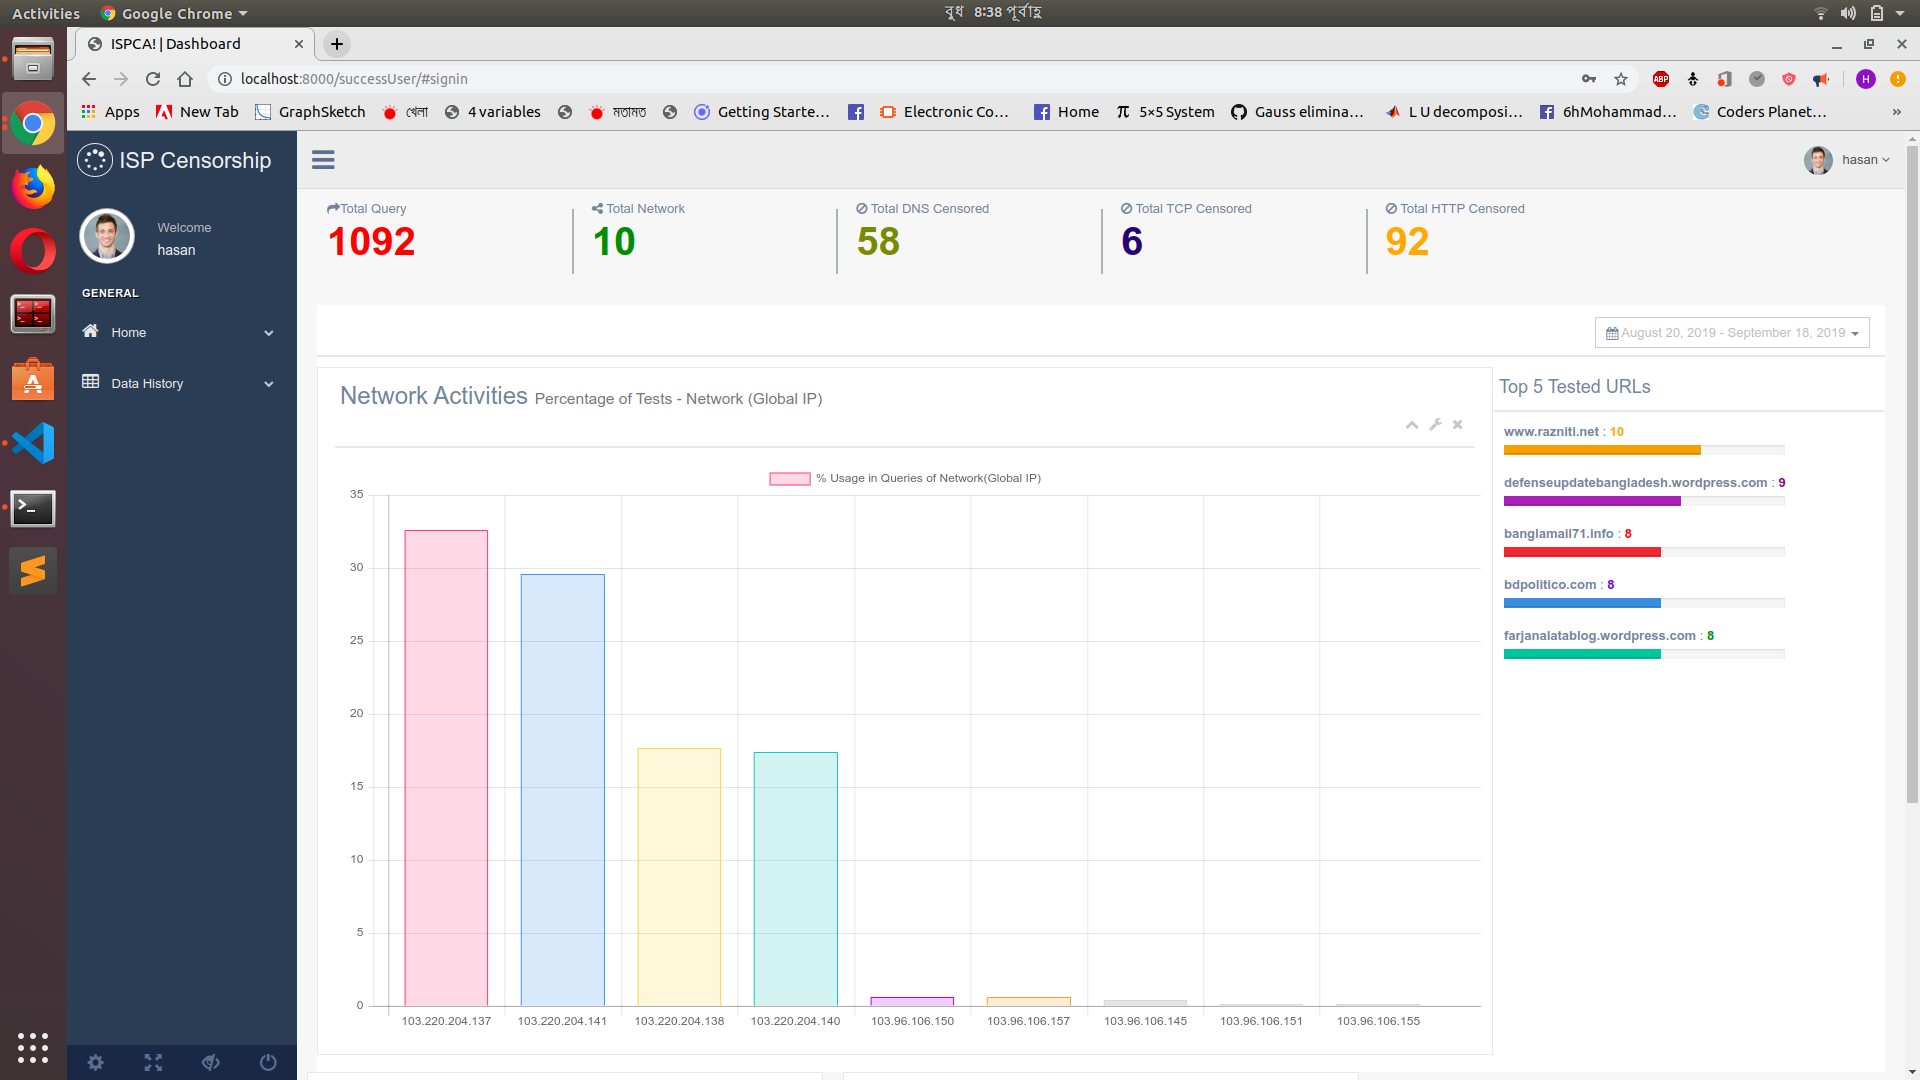 Activities
Google Chrome
বুধ 8:38 পূর্বাহ্ণ
ISPCA! | Dashboard
localhost:8000/successUser/#signin
ABP
H
Apps
New Tab
GraphSketch
খেলা
4 variables
মতামত
Getting Starte...
Electronic Co...
Home
5×5 System
Gauss elimina...
L U decomposi...
6hMohammad...
Coders Planet...
»
ISP Censorship
hasan
Welcome
hasan
GENERAL
Home
Data History
Total Query
1092
Total Network
10
Total DNS Censored
58
Total TCP Censored
6
Total HTTP Censored
92
August 20, 2019 - September 18, 2019
Network Activities Percentage of Tests - Network (Global IP)
% Usage in Queries of Network(Global IP)
35
30
25
20
15
10
5
0
103.220.204.137
103.220.204.141
103.220.204.138
103.220.204.140
103.96.106.150
103.96.106.157
103.96.106.145
103.96.106.151
103.96.106.155
Top 5 Tested URLs
www.razniti.net : 10
defenseupdatebangladesh.wordpress.com : 9
banglamail71.info : 8
bdpolitico.com : 8
farjanalatablog.wordpress.com : 8